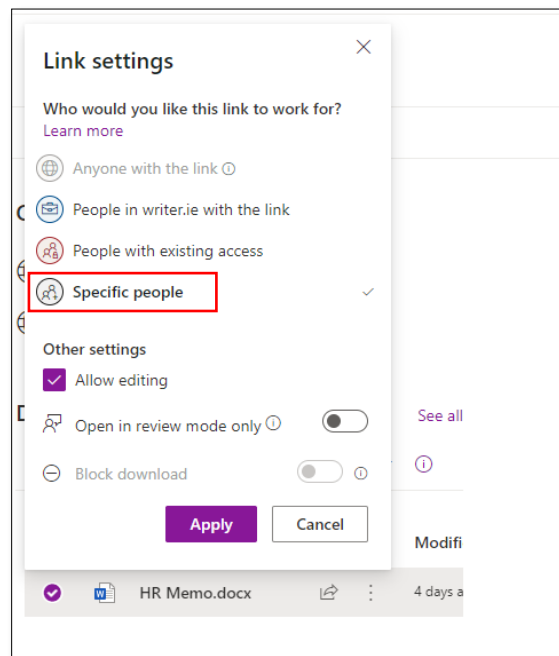 Link settings
Who would you like this link to work for?
Learn more
Anyone with the link
People in writer.ie with the link
People with existing access
Specific people
Other settings
Allow editing
Open in review mode only
Block download
Apply Cancel
See all
Modifi
HR Memo.docx 4 days a